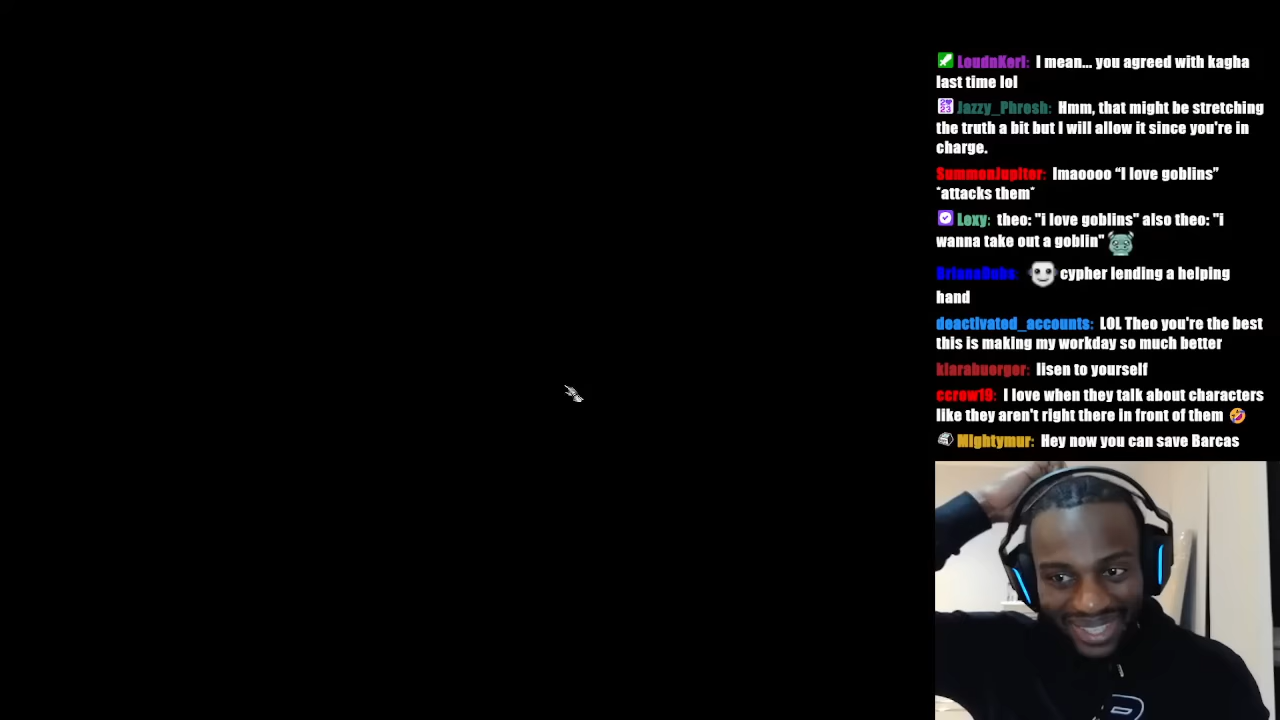 LoudnKerl: I mean... you agreed with kagha
last time lol
Jazzy_Phrosh: Hmm, that might be stretching
the truth a bit but I will allow it since you're in
charge.
SummonJupiter: lmaoooo “I love goblins”
*attacks them*
Loxy: theo: "i love goblins" also theo: "i
wanna take out a goblin"
cypher lending a helping
hand
deactivated_accounts: LOL Theo you're the best
this is making my workday so much better
klarabuerger: lisen to yourself
ccrow19: I love when they talk about characters
like they aren't right there in front of them
Mightymur: Hey now you can save Barcas